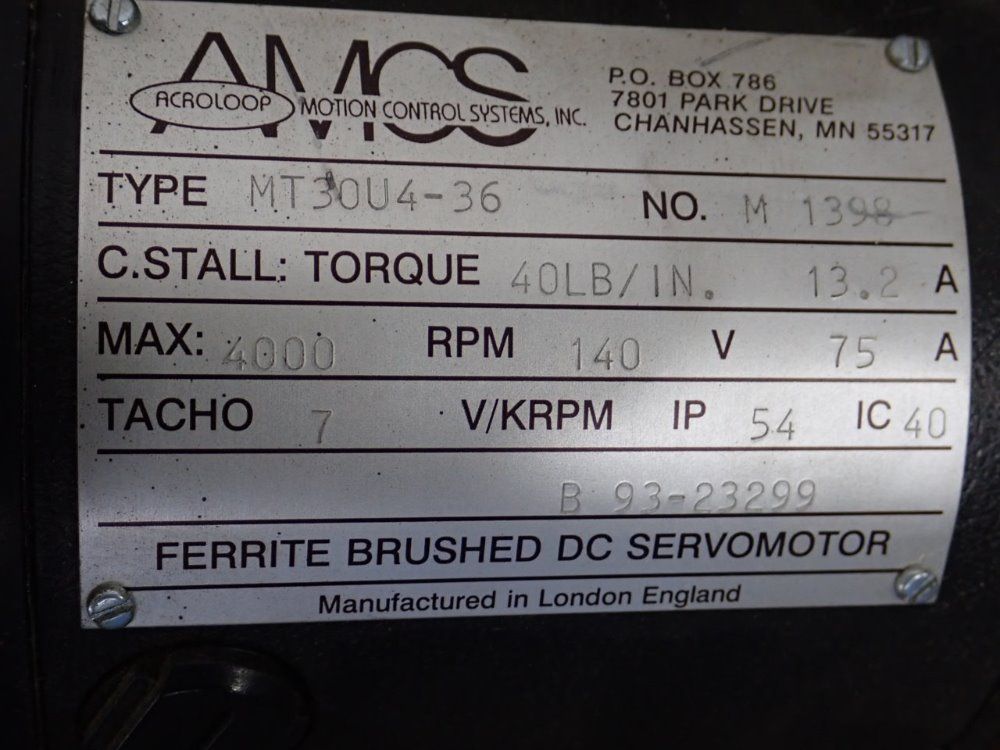 AMCS
ACROLOOP MOTION CONTROL SYSTEMS, INC.
P.O. BOX 786
7801 PARK DRIVE
CHANHASSEN, MN 55317
TYPE MT30U4-36 NO. M 1398
C.STALL: TORQUE 40LB/IN. 13.2 A
MAX: 4000 RPM 140 V 75 A
TACHO 7 V/KRPM IP 54 IC 40
B 93-23299
FERRITE BRUSHED DC SERVOMOTOR
Manufactured in London England